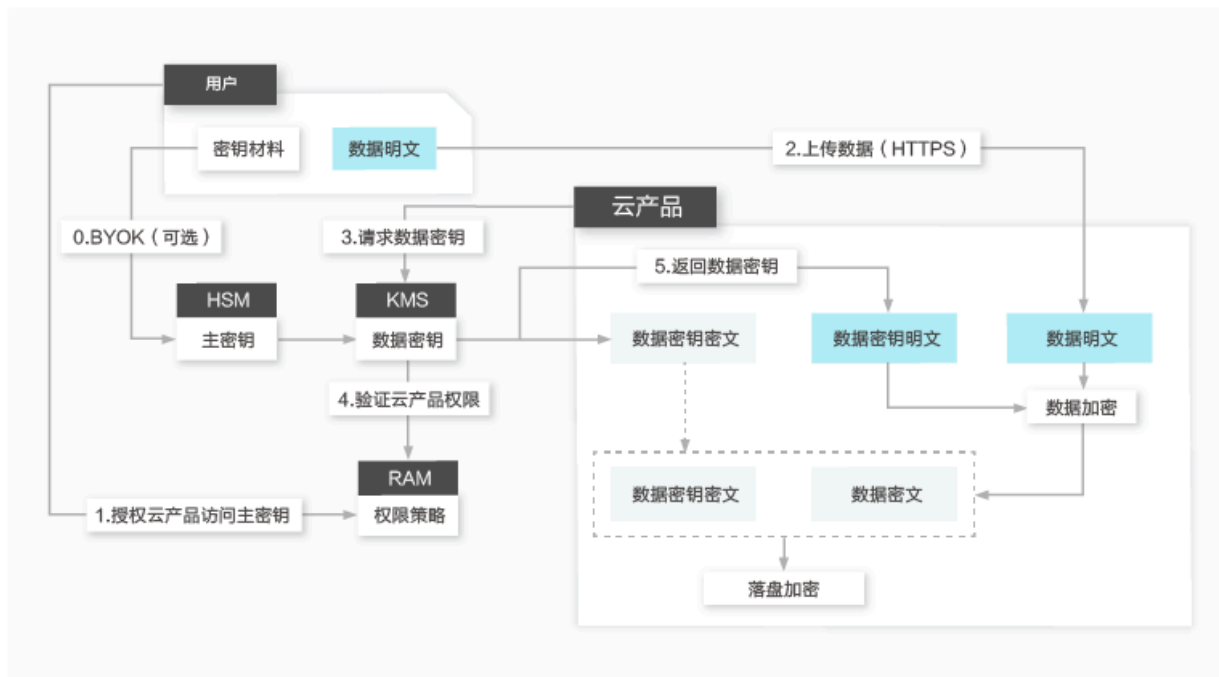 用户
密钥材料
数据明文
2.上传数据（HTTPS）
云产品
0.BYOK（可选）
3.请求数据密钥
5.返回数据密钥
HSM
主密钥
KMS
数据密钥
数据密钥密文
数据密钥明文
数据明文
4.验证云产品权限
数据加密
RAM
权限策略
1.授权云产品访问主密钥
数据密钥密文
数据密文
落盘加密